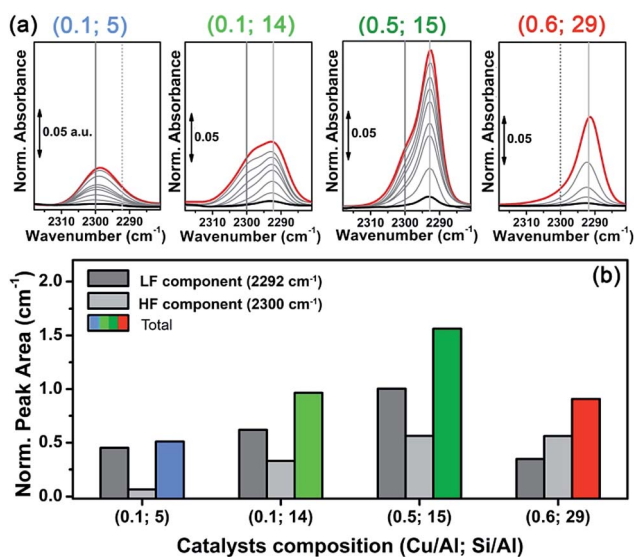 (a) (0.1; 5) (0.1; 14) (0.5; 15) (0.6; 29)
Norm. Absorbance
0.05 a.u.
2310 2300 2290
Wavenumber (cm-1)
Norm. Absorbance
0.05
2310 2300 2290
Wavenumber (cm-1)
Norm. Absorbance
0.05
2310 2300 2290
Wavenumber (cm-1)
Norm. Absorbance
0.05
2310 2300 2290
Wavenumber (cm-1)
(b)
LF component (2292 cm-1)
HF component (2300 cm-1)
Total
Norm. Peak Area (cm-1)
2.0
1.5
1.0
0.5
0.0
(0.1; 5) (0.1; 14) (0.5; 15) (0.6; 29)
Catalysts composition (Cu/Al; Si/Al)